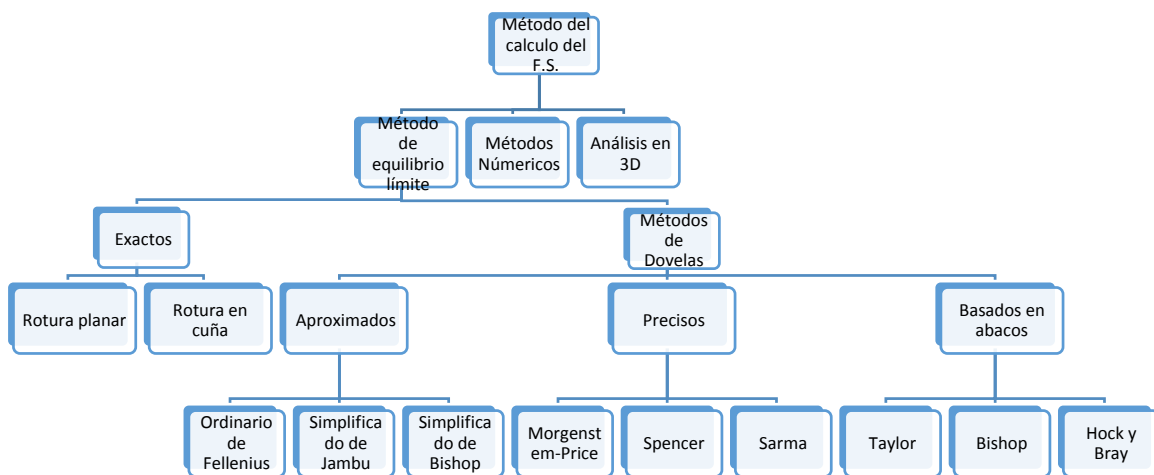 Método del
calculo del
F.S.
Método
de
equilibrio
límite
Métodos
Númericos
Análisis en
3D
Exactos
Métodos
de
Dovelas
Rotura planar
Rotura en
cuña
Aproximados
Precisos
Basados en
abacos
Ordinario
de
Fellenius
Simplifica
do de
Jambu
Simplifica
do de
Bishop
Morgenst
em-Price
Spencer
Sarma
Taylor
Bishop
Hock y
Bray